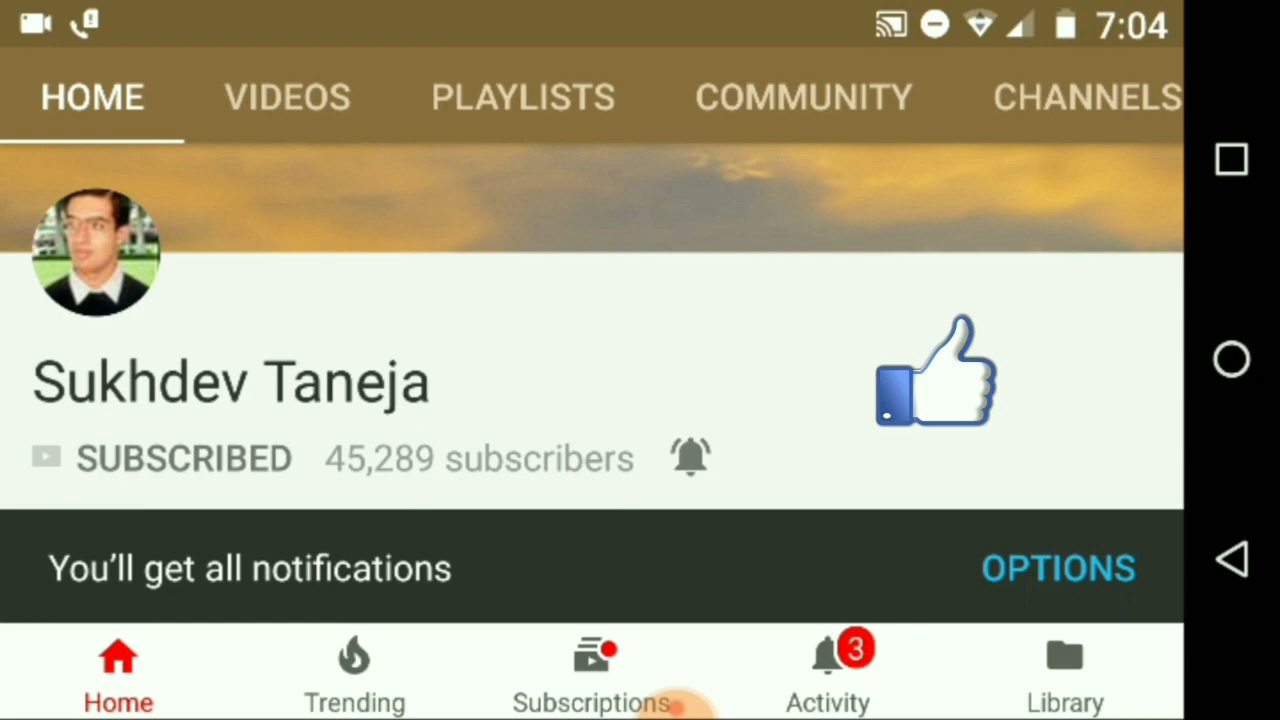 7:04
HOME VIDEOS PLAYLISTS COMMUNITY CHANNELS
Sukhdev Taneja
SUBSCRIBED 45,289 subscribers
You'll get all notifications OPTIONS
3
Home Trending Subscriptions Activity Library